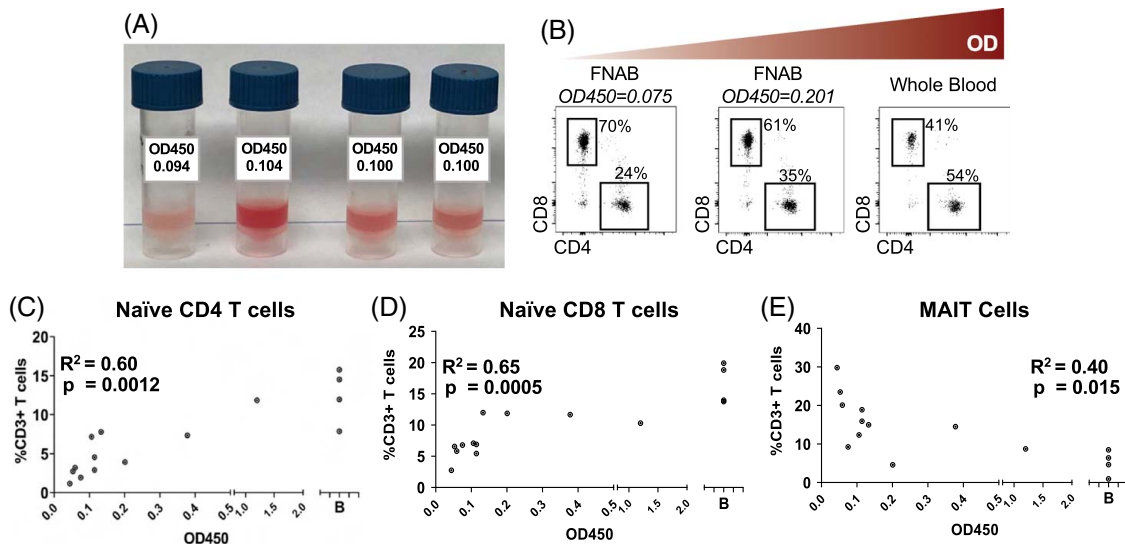 (A)
OD450
0.094
OD450
0.104
OD450
0.100
OD450
0.100
(B)
OD
FNAB
OD450=0.075
FNAB
OD450=0.201
Whole Blood
70%
24%
CD8
CD4
61%
35%
CD8
CD4
41%
54%
CD8
CD4
(C)
Naïve CD4 T cells
R² = 0.60
p = 0.0012
%CD3+ T cells
20
15
10
5
0
0.0
0.1
0.2
0.3
0.4
0.5
1.0
1.5
2.0
B
OD450
(D)
Naïve CD8 T cells
R² = 0.65
p = 0.0005
%CD3+ T cells
25
20
15
10
5
0
0.0
0.1
0.2
0.3
0.4
0.5
1.0
1.5
2.0
B
OD450
(E)
MAIT Cells
R² = 0.40
p = 0.015
%CD3+ T cells
40
30
20
10
0
0.0
0.1
0.2
0.3
0.4
0.5
1.0
1.5
2.0
B
OD450